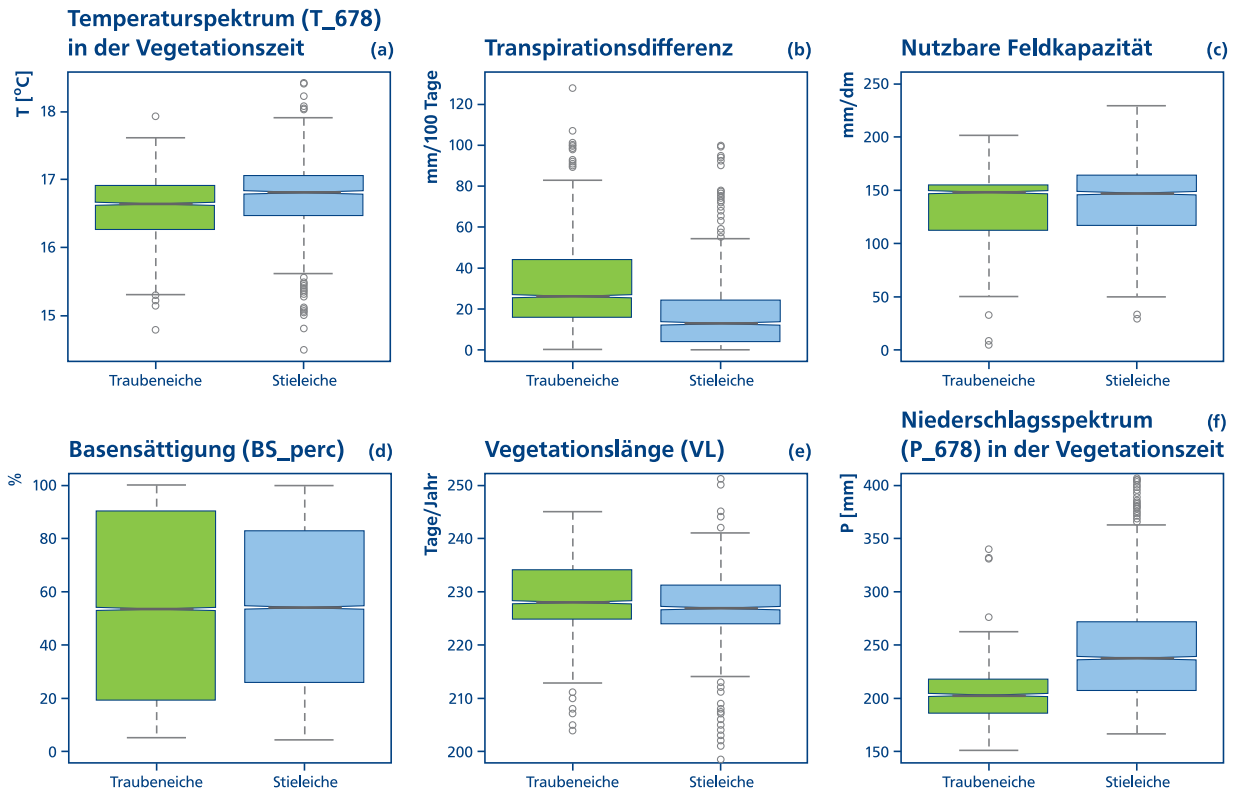 Temperaturspektrum (T_678)
in der Vegetationszeit (a)
T [°C]
18
17
16
15
Traubeneiche Stieleiche
Transpirationsdifferenz (b)
mm/100 Tage
120
100
80
60
40
20
0
Traubeneiche Stieleiche
Nutzbare Feldkapazität (c)
mm/dm
250
200
150
100
50
0
Traubeneiche Stieleiche
Basensättigung (BS_perc) (d)
%
100
80
60
40
20
0
Traubeneiche Stieleiche
Vegetationslänge (VL) (e)
Tage/Jahr
250
240
230
220
210
200
Traubeneiche Stieleiche
Niederschlagsspektrum (f)
(P_678) in der Vegetationszeit
P [mm]
400
350
300
250
200
150
Traubeneiche Stieleiche